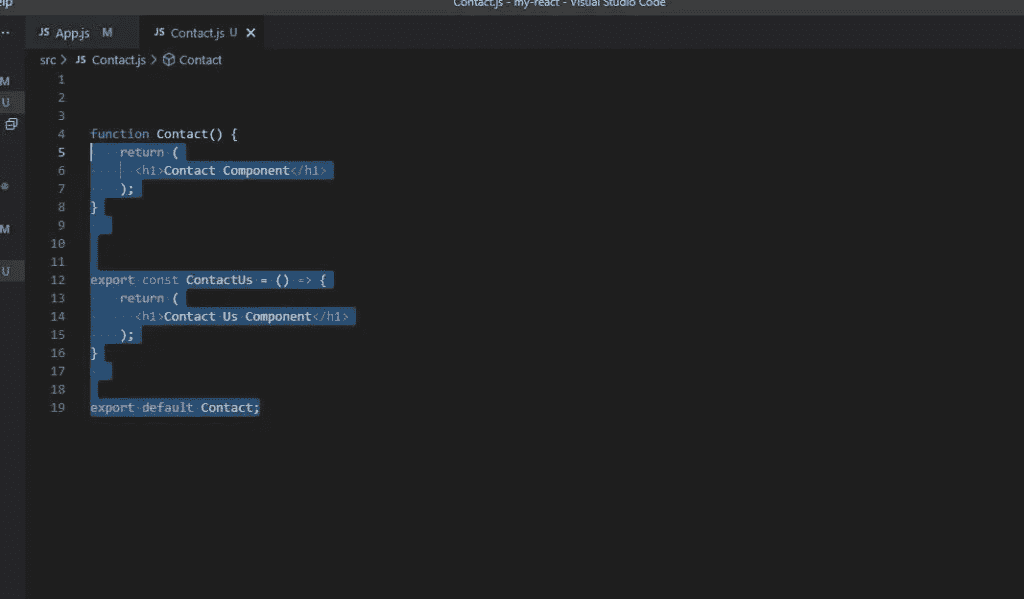 elp
Contact.js - my-react - Visual Studio Code
JS App.js M
JS Contact.js U
src > JS Contact.js > Contact
M
U
M
U
1
2
3
4 function Contact() {
5 return (
6 <h1>Contact Component</h1>
7 );
8 }
9
10
11
12 export const ContactUs = () => {
13 return (
14 <h1>Contact Us Component</h1>
15 );
16 }
17
18
19 export default Contact;